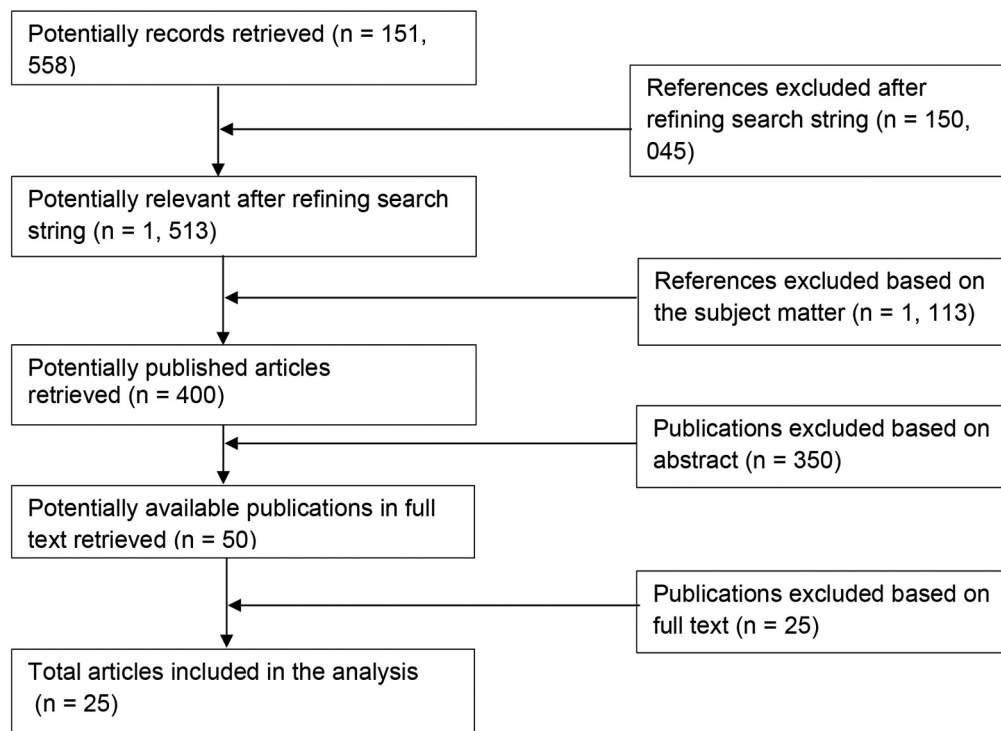 Potentially records retrieved (n = 151,
558)
References excluded after
refining search string (n = 150,
045)
Potentially relevant after refining search
string (n = 1, 513)
References excluded based on
the subject matter (n = 1, 113)
Potentially published articles
retrieved (n = 400)
Publications excluded based on
abstract (n = 350)
Potentially available publications in full
text retrieved (n = 50)
Publications excluded based on
full text (n = 25)
Total articles included in the analysis
(n = 25)